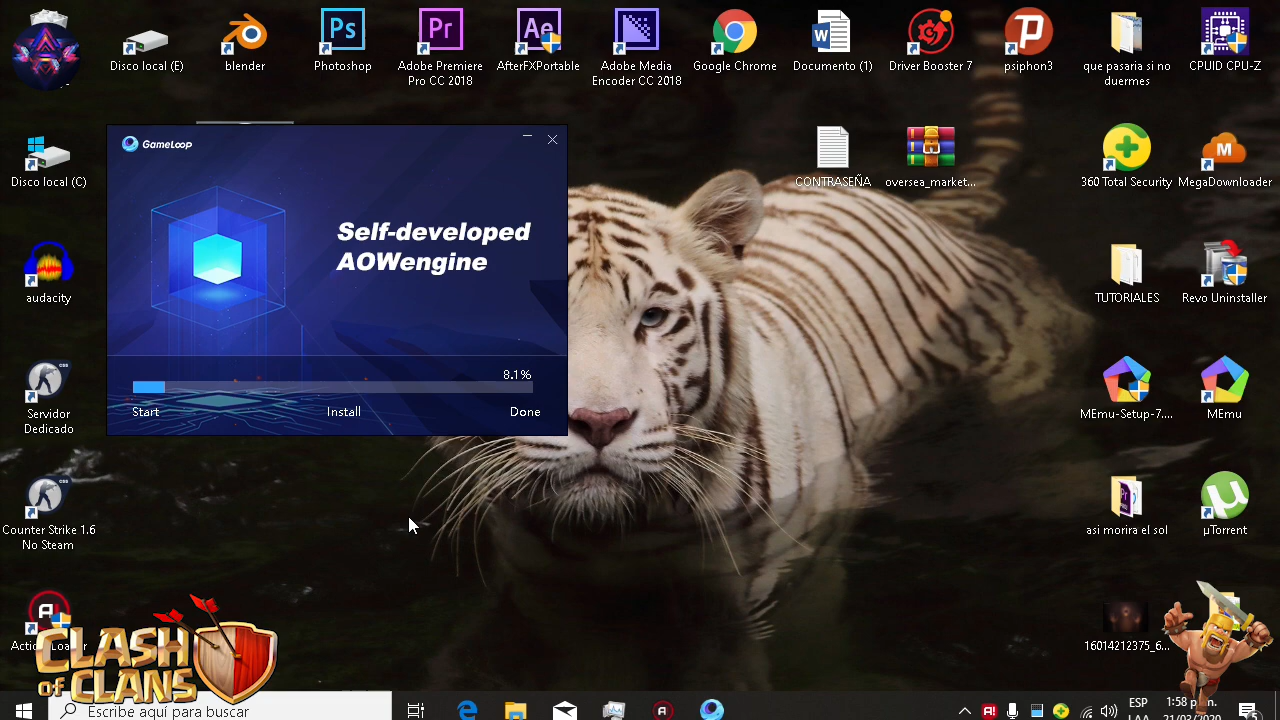 Disco local (E)
blender
Photoshop
Adobe Premiere
Pro CC 2018
AfterFXPortable
Adobe Media
Encoder CC 2018
Google Chrome
Documento (1)
Driver Booster 7
psiphon3
que pasaria si no
duermes
CPUID CPU-Z
Disco local (C)
GameLoop
CONTRASEÑA
oversea_market...
360 Total Security
MegaDownloader
Self-developed
AOWengine
audacity
TUTORIALES
Revo Uninstaller
8.1%
Start
Install
Done
Servidor
Dedicado
MEmu-Setup-7....
MEmu
Counter Strike 1.6
No Steam
asi morira el sol
µTorrent
16014212375_6...
CLASH
OF CLANS
Escribe aquí para buscar
ESP
LAA
1:58 p. m.